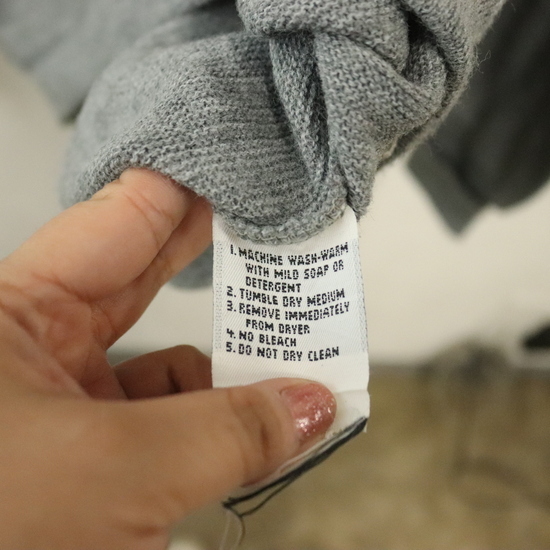 1. MACHINE WASH-WARM
WITH MILD SOAP OR
DETERGENT
2. TUMBLE DRY MEDIUM
3. REMOVE IMMEDIATELY
FROM DRYER
4. NO BLEACH
5. DO NOT DRY CLEAN